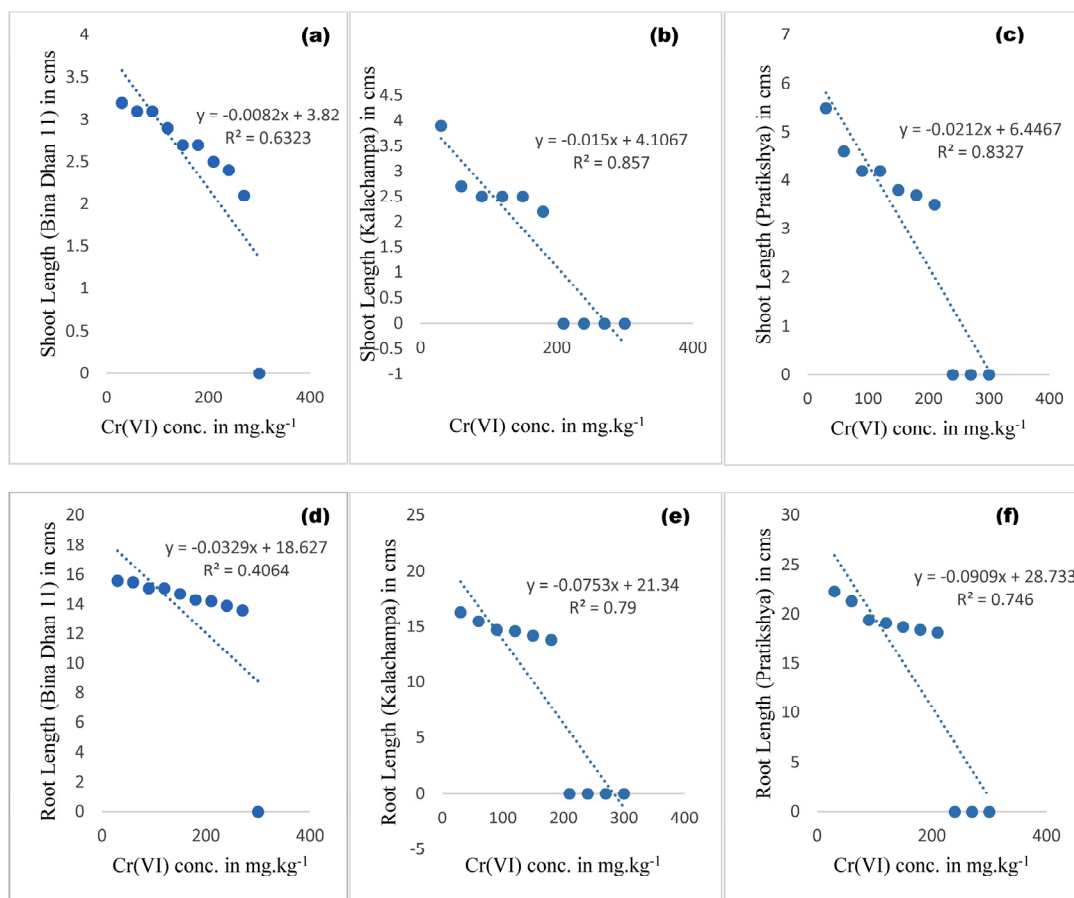 (a)
Shoot Length (Bina Dhan 11) in cms
4
3.5
3
2.5
2
1.5
1
0.5
0
y = -0.0082x + 3.82
R² = 0.6323
0 200 400
Cr(VI) conc. in mg.kg-1
(b)
Shoot Length (Kalachampa) in cms
4.5
4
3.5
3
2.5
2
1.5
1
0.5
0
-0.5
-1
y = -0.015x + 4.1067
R² = 0.857
0 200 400
Cr(VI) conc. in mg.kg-1
(c)
Shoot Length (Pratikshya) in cms
7
6
5
4
3
2
1
0
y = -0.0212x + 6.4467
R² = 0.8327
0 100 200 300 400
Cr(VI) conc. in mg.kg-1
(d)
Root Length (Bina Dhan 11) in cms
20
18
16
14
12
10
8
6
4
2
0
y = -0.0329x + 18.627
R² = 0.4064
0 200 400
Cr(VI) conc. in mg.kg-1
(e)
Root Length (Kalachampa) in cms
25
20
15
10
5
0
-5
y = -0.0753x + 21.34
R² = 0.79
0 100 200 300 400
Cr(VI) conc. in mg.kg-1
(f)
Root Length (Pratikshya) in cms
30
25
20
15
10
5
0
y = -0.0909x + 28.733
R² = 0.746
0 200 400
Cr(VI) conc. in mg.kg-1